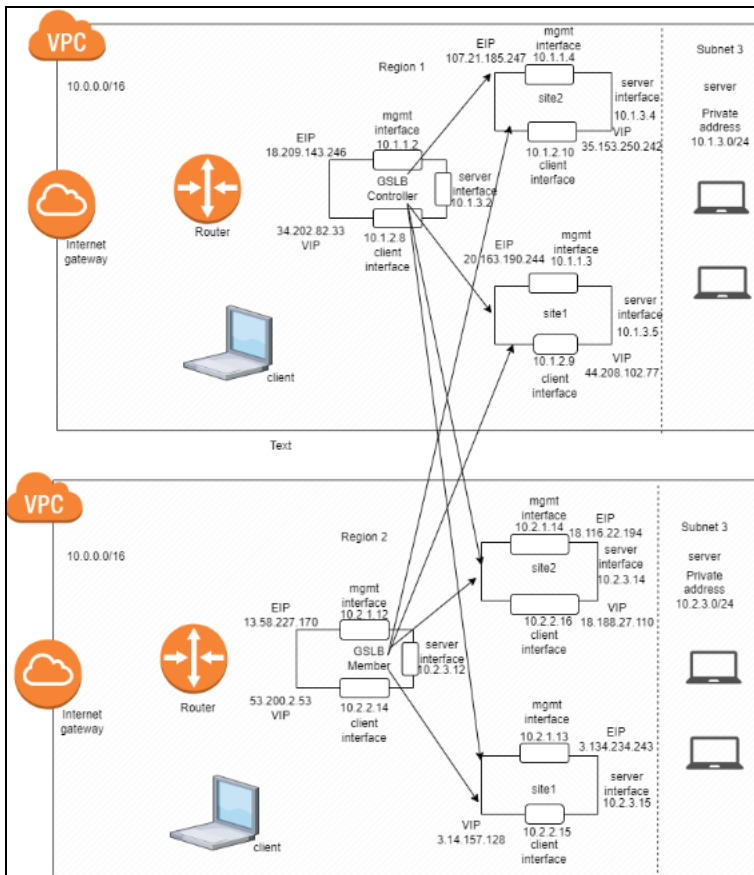 VPC
10.0.0.0/16
Region 1
Internet
gateway
Router
client
EIP
18.209.143.246
mgmt
interface
10.1.1.2
GSLB
Controller
server
interface
10.1.3.2
34.202.82.33
VIP
10.1.2.8
client
interface
EIP
107.21.185.247
mgmt
interface
10.1.1.4
site2
server
interface
10.1.3.4
10.1.2.10
client
interface
VIP
35.153.250.242
EIP
20.163.190.244
mgmt
interface
10.1.1.3
site1
server
interface
10.1.3.5
10.1.2.9
client
interface
VIP
44.208.102.77
Subnet 3
server
Private
address
10.1.3.0/24
Text
VPC
10.0.0.0/16
Region 2
Internet
gateway
Router
client
EIP
13.58.227.170
mgmt
interface
10.2.1.12
GSLB
Member
server
interface
10.2.3.12
53.200.2.53
VIP
10.2.2.14
client
interface
mgmt
interface
10.2.1.14
EIP
18.116.22.194
site2
server
interface
10.2.3.14
10.2.2.16
client
interface
VIP
18.188.27.110
mgmt
interface
10.2.1.13
EIP
3.134.234.243
site1
server
interface
10.2.3.15
VIP
3.14.157.128
10.2.2.15
client
interface
Subnet 3
server
Private
address
10.2.3.0/24